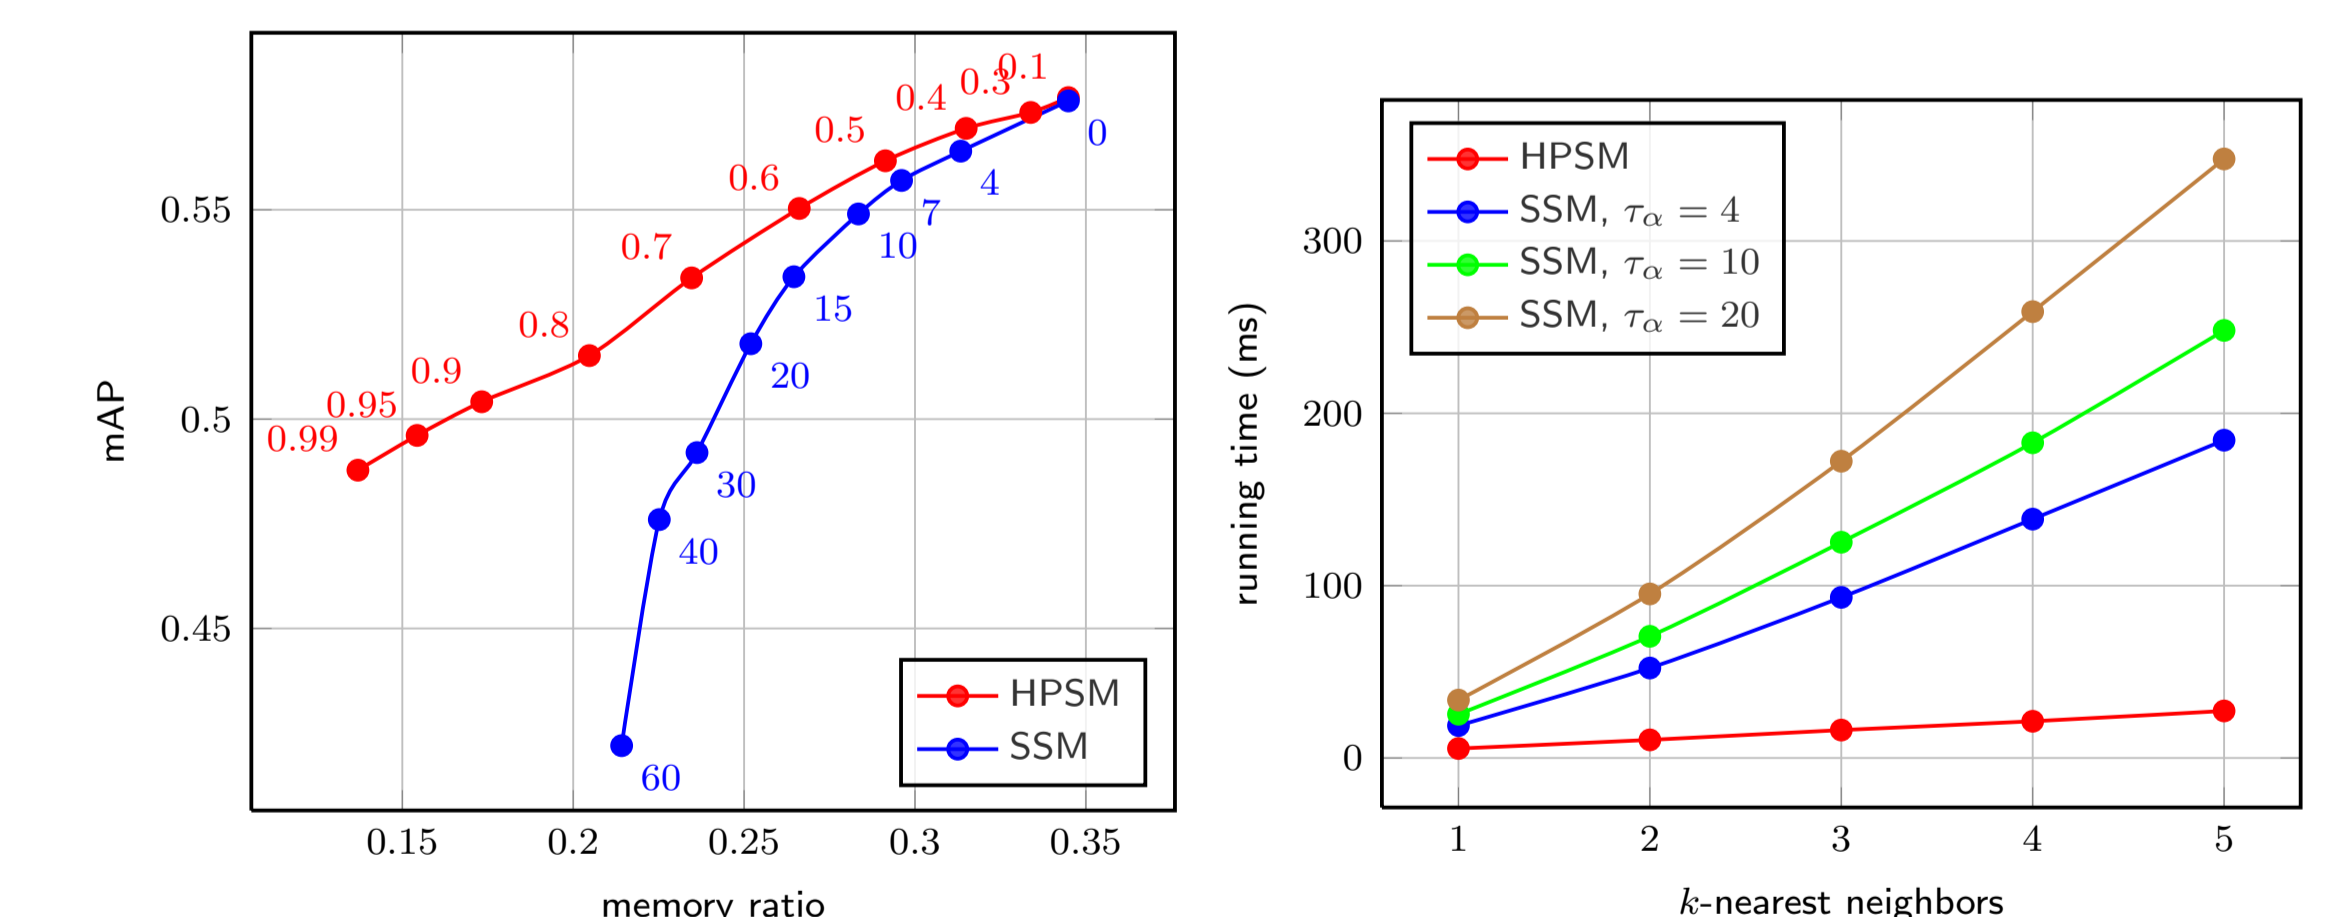 0.1
0.3
0.4
0.5
0.6
0.7
0.8
0.9
0.95
0.99
0
4
7
10
15
20
30
40
60
0.55
0.5
0.45
mAP
HPSM
SSM
0.15 0.2 0.25 0.3 0.35
memory ratio
HPSM
SSM, τα = 4
SSM, τα = 10
SSM, τα = 20
300
200
100
0
running time (ms)
1 2 3 4 5
k-nearest neighbors